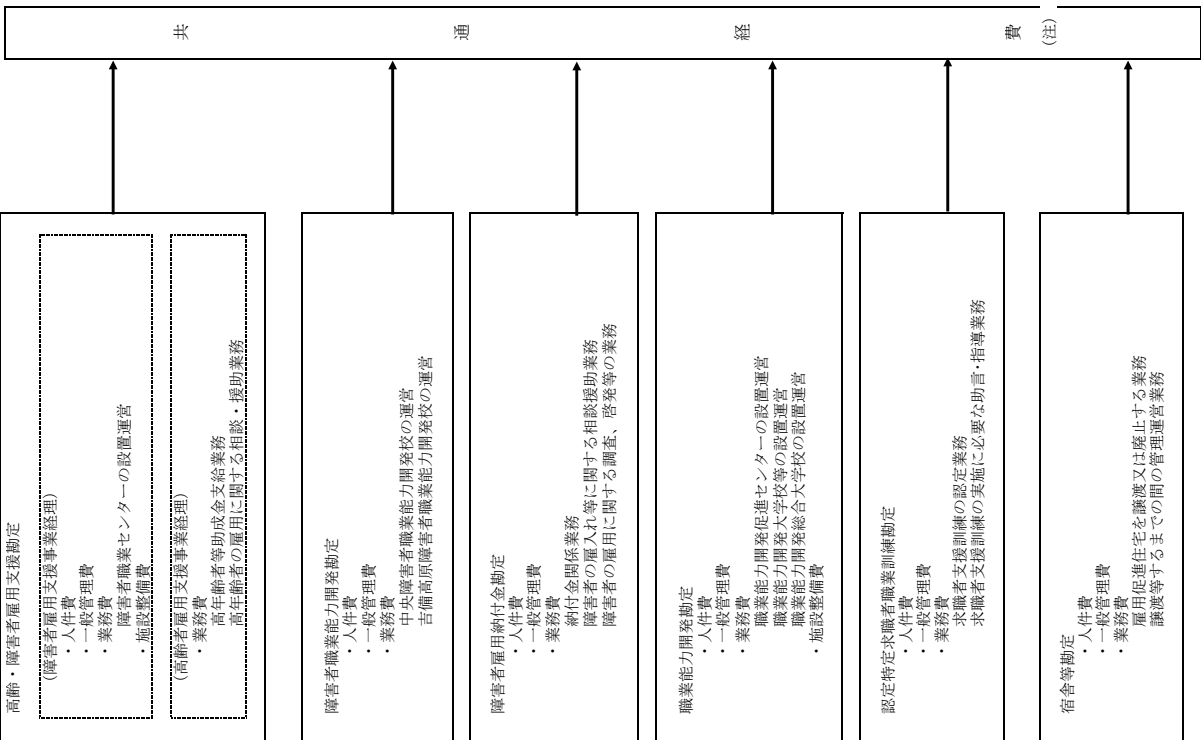 高齢・障害者雇用支援勘定
(障害者雇用支援事業経理)
・人件費
・一般管理費
・業務費
障害者職業センターの設置運営
・施設整備費
(高齢者雇用支援事業経理)
・業務費
高年齢者等助成金支給業務
高年齢者の雇用に関する相談・援助業務
障害者職業能力開発勘定
・人件費
・一般管理費
・業務費
中央障害者職業能力開発校の運営
吉備高原障害者職業能力開発校の運営
障害者雇用納付金勘定
・人件費
・一般管理費
・業務費
納付金関係業務
障害者の雇入れ等に関する相談援助業務
障害者の雇用に関する調査、啓発等の業務
職業能力開発勘定
・人件費
・一般管理費
・業務費
職業能力開発促進センターの設置運営
職業能力開発大学校等の設置運営
職業能力開発総合大学校の設置運営
・施設整備費
認定特定求職者職業訓練勘定
・人件費
・一般管理費
・業務費
求職者支援訓練の認定業務
求職者支援訓練の実施に必要な助言・指導業務
宿舎等勘定
・人件費
・一般管理費
・業務費
雇用促進住宅を譲渡又は廃止する業務
譲渡等するまでの間の管理運営業務
共通経費
(注)